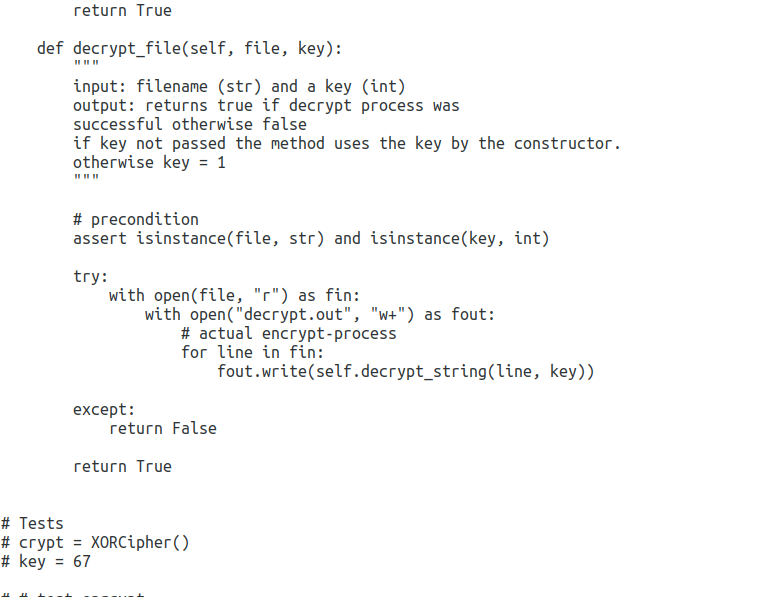 return True

    def decrypt_file(self, file, key):
        """
        input: filename (str) and a key (int)
        output: returns true if decrypt process was
        successful otherwise false
        if key not passed the method uses the key by the constructor.
        otherwise key = 1
        """

        # precondition
        assert isinstance(file, str) and isinstance(key, int)

        try:
            with open(file, "r") as fin:
                with open("decrypt.out", "w+") as fout:
                    # actual encrypt-process
                    for line in fin:
                        fout.write(self.decrypt_string(line, key))

        except:
            return False

        return True


# Tests
# crypt = XORCipher()
# key = 67